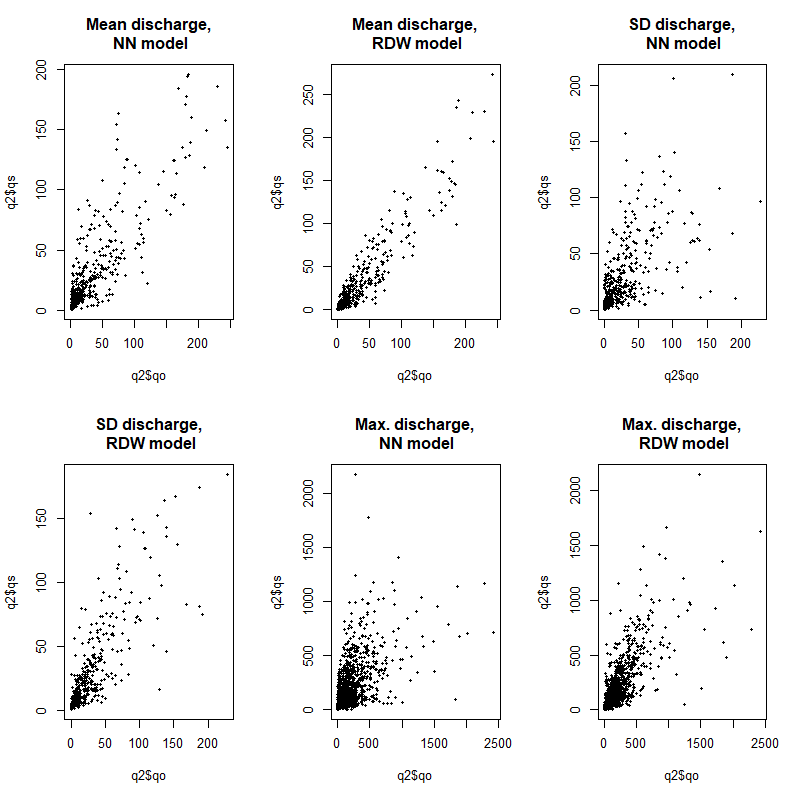 Mean discharge,
NN model
Mean discharge,
RDW model
SD discharge,
NN model
200
150
100
50
0
q2$qs
0 50 100 200
q2$qo
250
200
150
100
50
0
q2$qs
0 50 100 200
q2$qo
200
150
100
50
0
q2$qs
0 50 100 150 200
q2$qo
SD discharge,
RDW model
Max. discharge,
NN model
Max. discharge,
RDW model
150
100
50
0
q2$qs
0 50 100 150 200
q2$qo
2000
1500
1000
500
0
q2$qs
0 500 1500 2500
q2$qo
2000
1500
1000
500
0
q2$qs
0 500 1500 2500
q2$qo